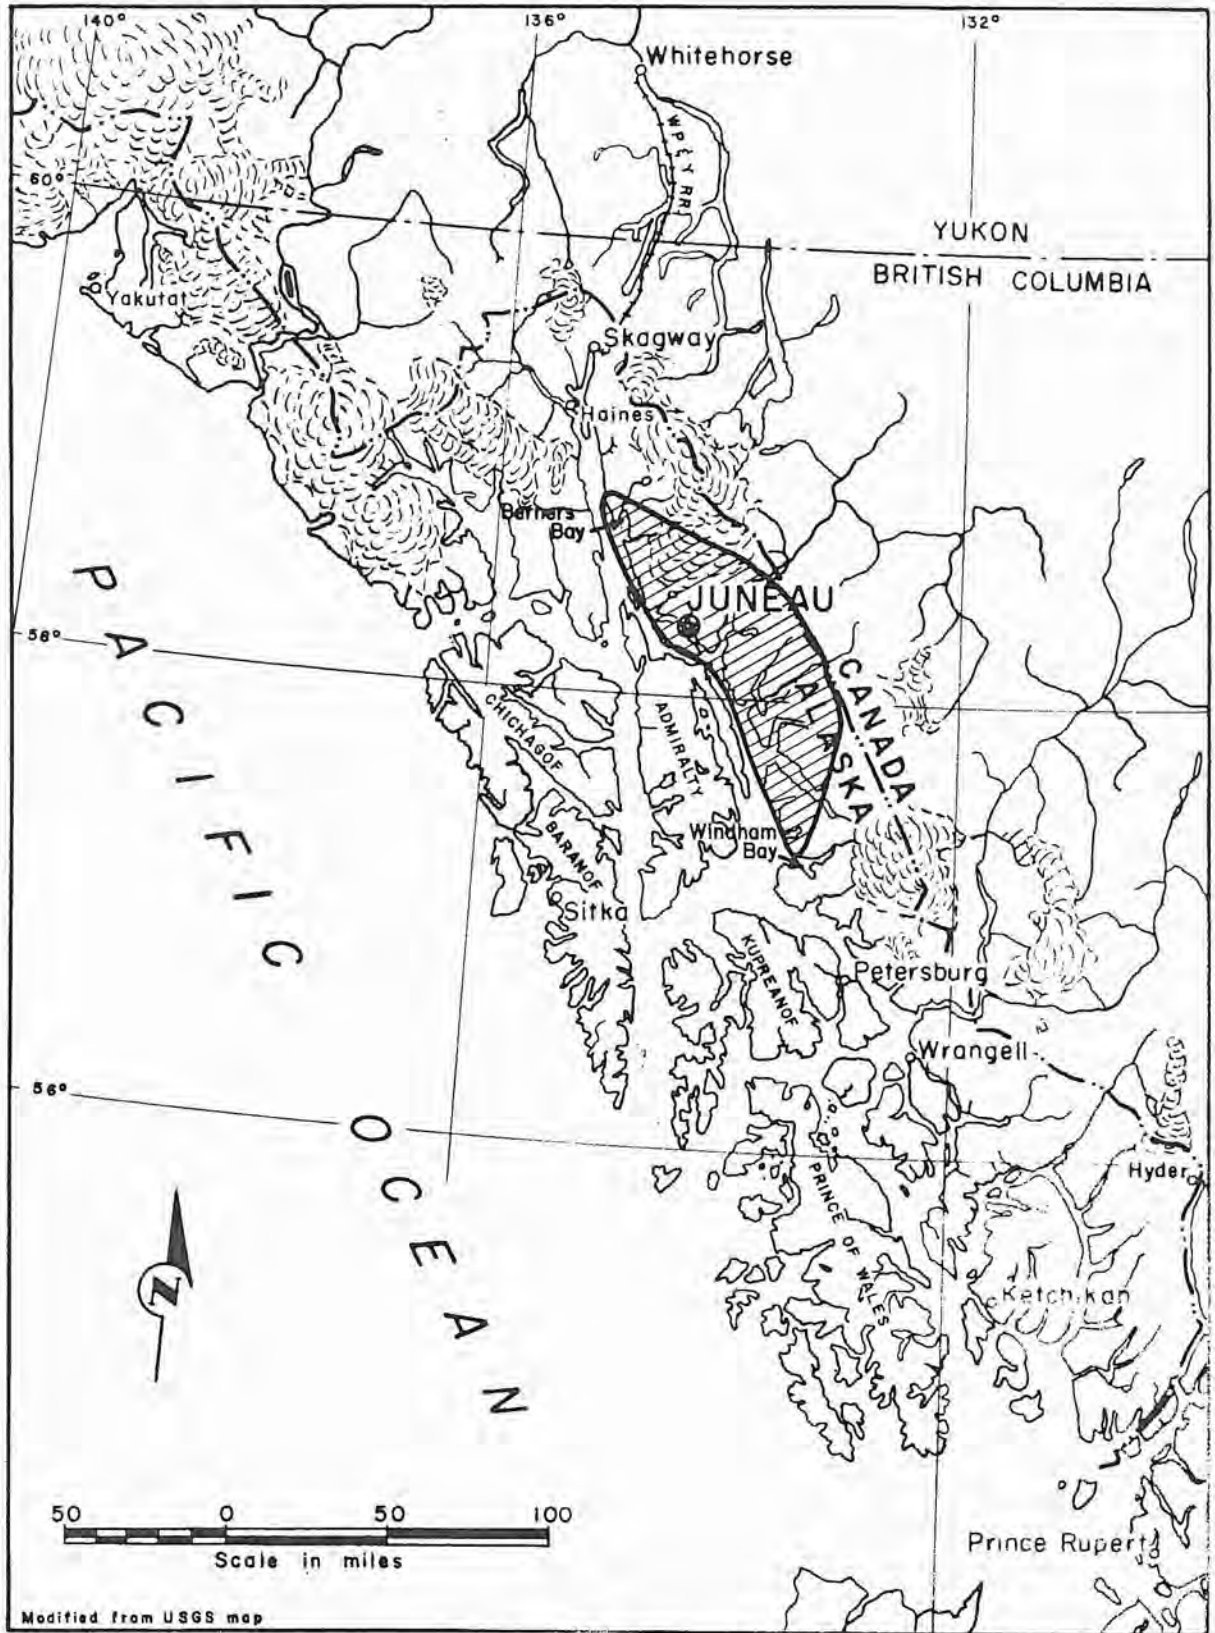 140°
136°
132°
Whitehorse
W P & Y RR
60°
YUKON
BRITISH COLUMBIA
Yakutat
Skagway
Haines
Berners
Bay
JUNEAU
58°
PACIFIC
CANADA
ALASKA
CHICHAGOF
ADMIRALTY
BARANOF
Windham
Bay
Sitka
KUPREANOF
Petersburg
Wrangell
56°
OCEAN
PRINCE OF WALES
Hyder
Z
Ketchikan
50 0 50 100
Scale in miles
Prince Rupert
Modified from USGS map